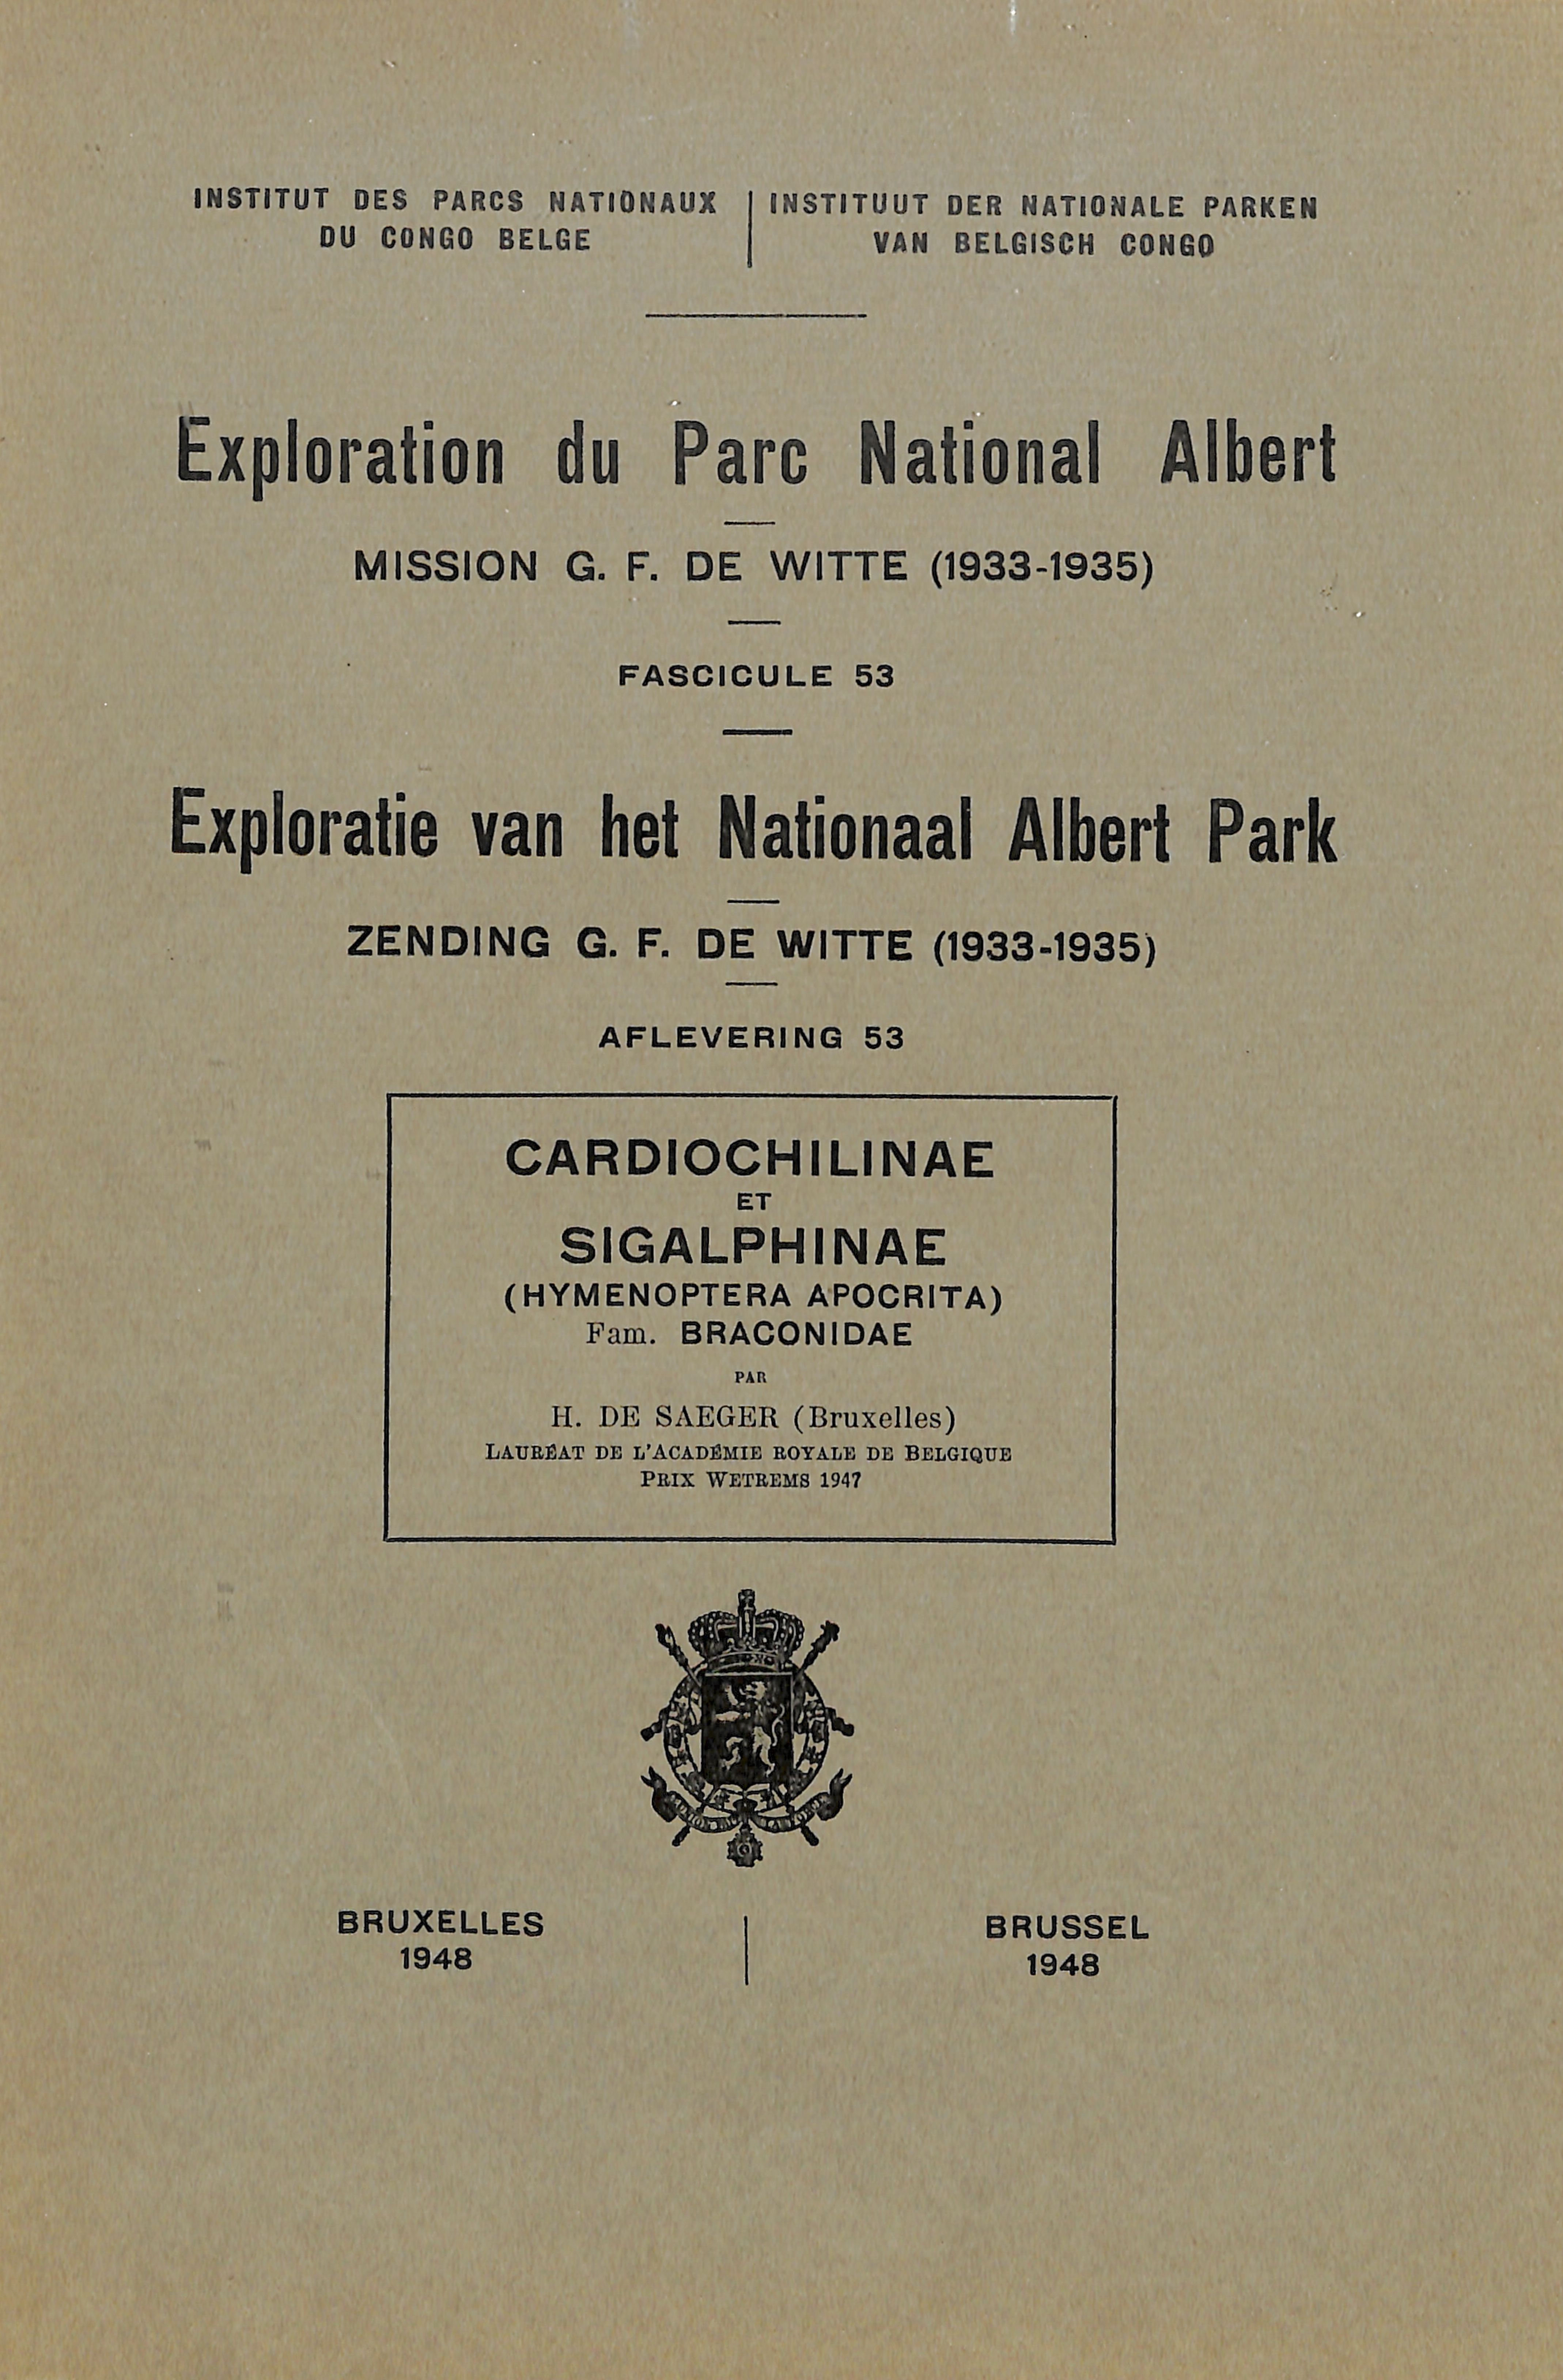 INSTITUT DES PARCS NATIONAUX
DU CONGO BELGE
INSTITUUT DER NATIONALE PARKEN
VAN BELGISCH CONGO
Exploration du Parc National Albert
MISSION G. F. DE WITTE (1933-1935)
FASCICULE 53
Exploratie van het Nationaal Albert Park
ZENDING G. F. DE WITTE (1933-1935)
AFLEVERING 53
CARDIOCHILINAE
ET
SIGALPHINAE
(HYMENOPTERA APOCRITA)
Fam. BRACONIDAE
PAR
H. DE SAEGER (Bruxelles)
LAURÉAT DE L'ACADÉMIE ROYALE DE BELGIQUE
PRIX WETREMS 1947
BRUXELLES
1948
BRUSSEL
1948